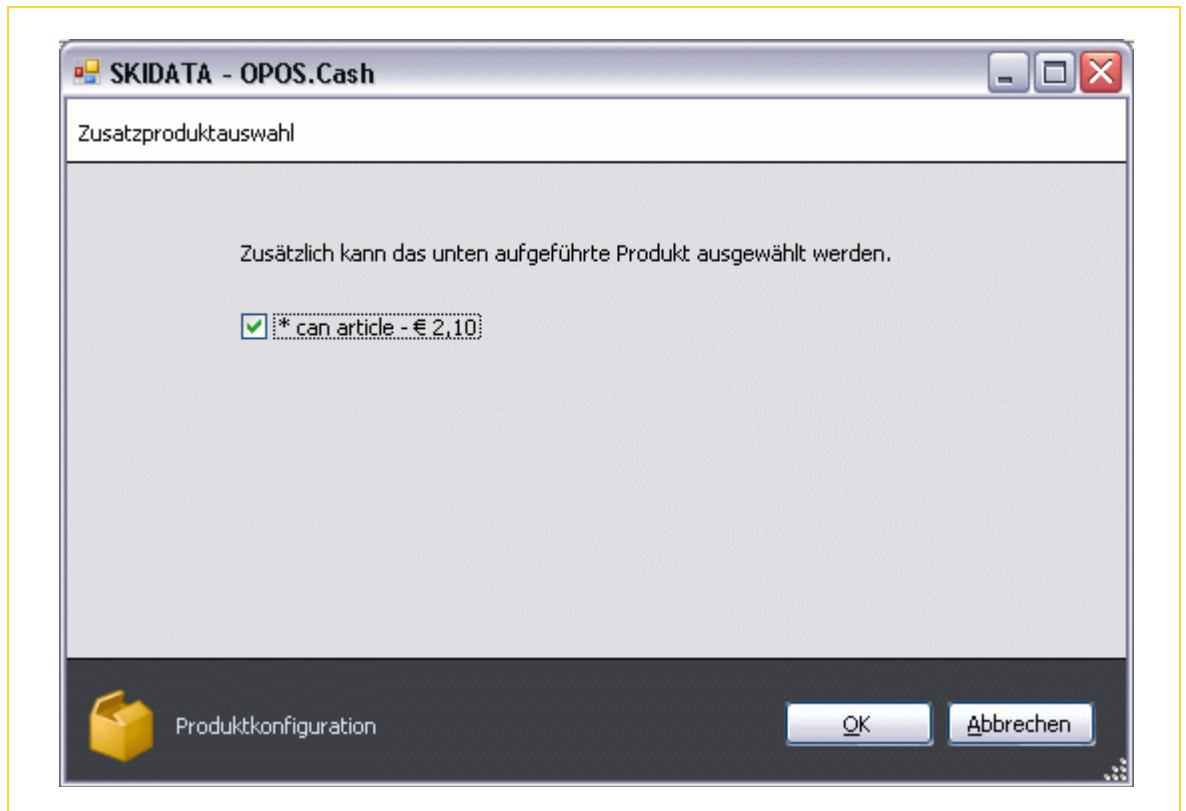 SKIDATA - OPOS.Cash
Zusatzproduktauswahl
Zusätzlich kann das unten aufgeführte Produkt ausgewählt werden.
* can article - € 2,10
Produktkonfiguration
OK
Abbrechen